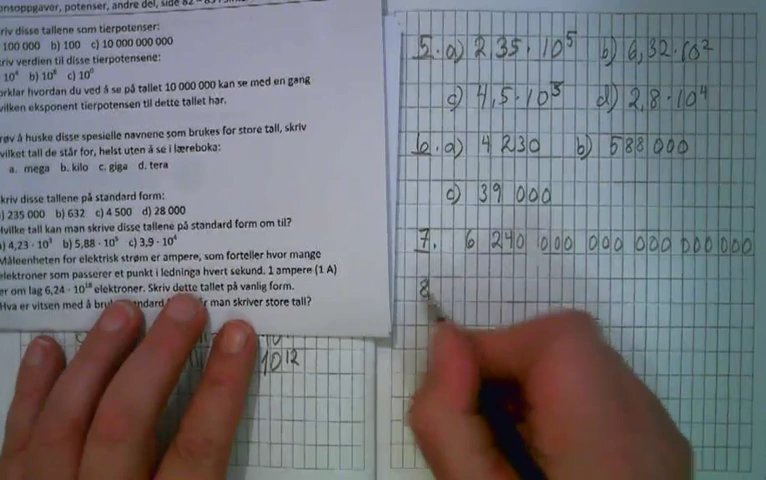 onsoppgaver, potenser, andre del, side 82
riv disse tallene som tierpotenser:
100 000 b) 100 c) 10 000 000 000
riv verdien til disse tierpotensene:
10⁴ b) 10⁸ c) 10⁰
orklar hvordan du ved å se på tallet 10 000 000 kan se med en gang
vilken eksponent tierpotensen til dette tallet har.
røv å huske disse spesielle navnene som brukes for store tall, skriv
vilket tall de står for, helst uten å se i læreboka:
a. mega b. kilo c. giga d. tera
kriv disse tallene på standard form:
) 235 000 b) 632 c) 4 500 d) 28 000
Hvilke tall kan man skrive disse tallene på standard form om til?
) 4,23 · 10³ b) 5,88 · 10⁵ c) 3,9 · 10⁴
Måleenheten for elektrisk strøm er ampere, som forteller hvor mange
elektroner som passerer et punkt i ledninga hvert sekund. 1 ampere (1 A)
er om lag 6,24 · 10¹⁸ elektroner. Skriv dette tallet på vanlig form.
Hva er vitsen med å ndard når man skriver store tall?
10¹²
5. a) 2,35 · 10⁵ b) 6,32 · 10²
c) 4,5 · 10³ d) 2,8 · 10⁴
6. a) 4 230 b) 588 000
c) 39 000
7. 6 240 000 000 000 000 000
8